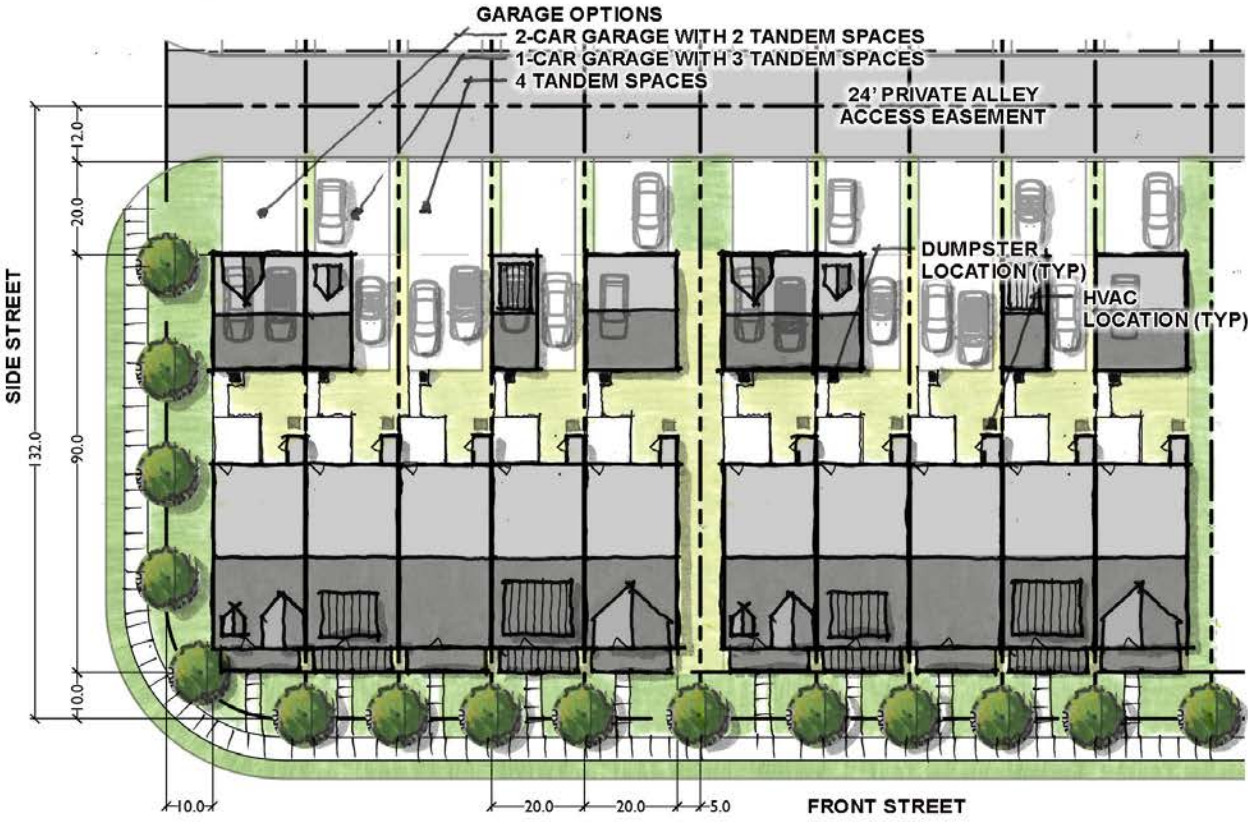 GARAGE OPTIONS
2-CAR GARAGE WITH 2 TANDEM SPACES
1-CAR GARAGE WITH 3 TANDEM SPACES
4 TANDEM SPACES
24' PRIVATE ALLEY
ACCESS EASEMENT
12.0
20.0
DUMPSTER
LOCATION (TYP)
HVAC
LOCATION (TYP)
SIDE STREET
132.0
90.0
10.0
10.0
20.0
20.0
5.0
FRONT STREET